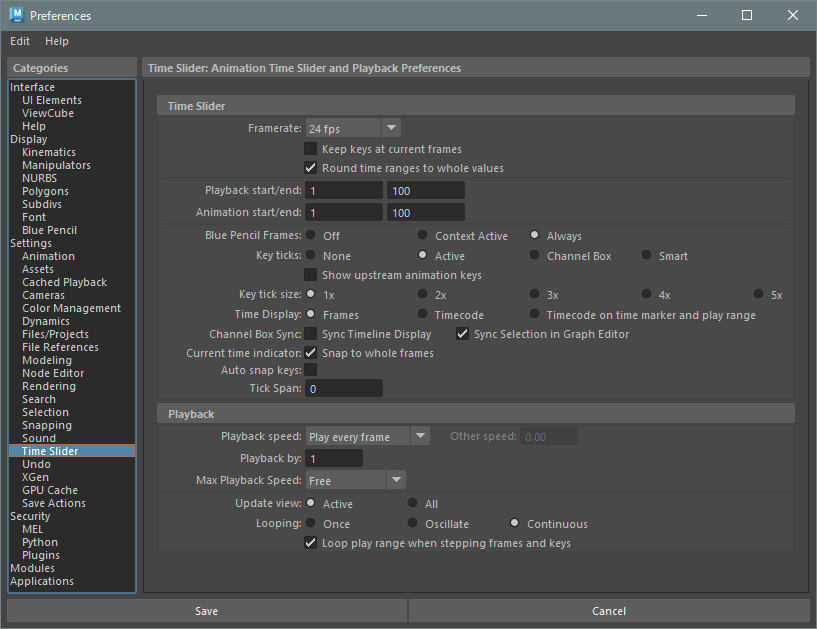 M
Preferences
Edit Help
Categories
Time Slider: Animation Time Slider and Playback Preferences
Interface
UI Elements
ViewCube
Help
Display
Kinematics
Manipulators
NURBS
Polygons
Subdivs
Font
Blue Pencil
Settings
Animation
Assets
Cached Playback
Cameras
Color Management
Dynamics
Files/Projects
File References
Modeling
Node Editor
Rendering
Search
Selection
Snapping
Sound
Time Slider
Undo
XGen
GPU Cache
Save Actions
Security
MEL
Python
Plugins
Modules
Applications
Time Slider
Framerate: 24 fps
Keep keys at current frames
Round time ranges to whole values
Playback start/end: 1 100
Animation start/end: 1 100
Blue Pencil Frames: Off Context Active Always
Key ticks: None Active Channel Box Smart
Show upstream animation keys
Key tick size: 1x 2x 3x 4x 5x
Time Display: Frames Timecode Timecode on time marker and play range
Channel Box Sync: Sync Timeline Display Sync Selection in Graph Editor
Current time indicator: Snap to whole frames
Auto snap keys:
Tick Span: 0
Playback
Playback speed: Play every frame Other speed: 0.00
Playback by: 1
Max Playback Speed: Free
Update view: Active All
Looping: Once Oscillate Continuous
Loop play range when stepping frames and keys
Save Cancel